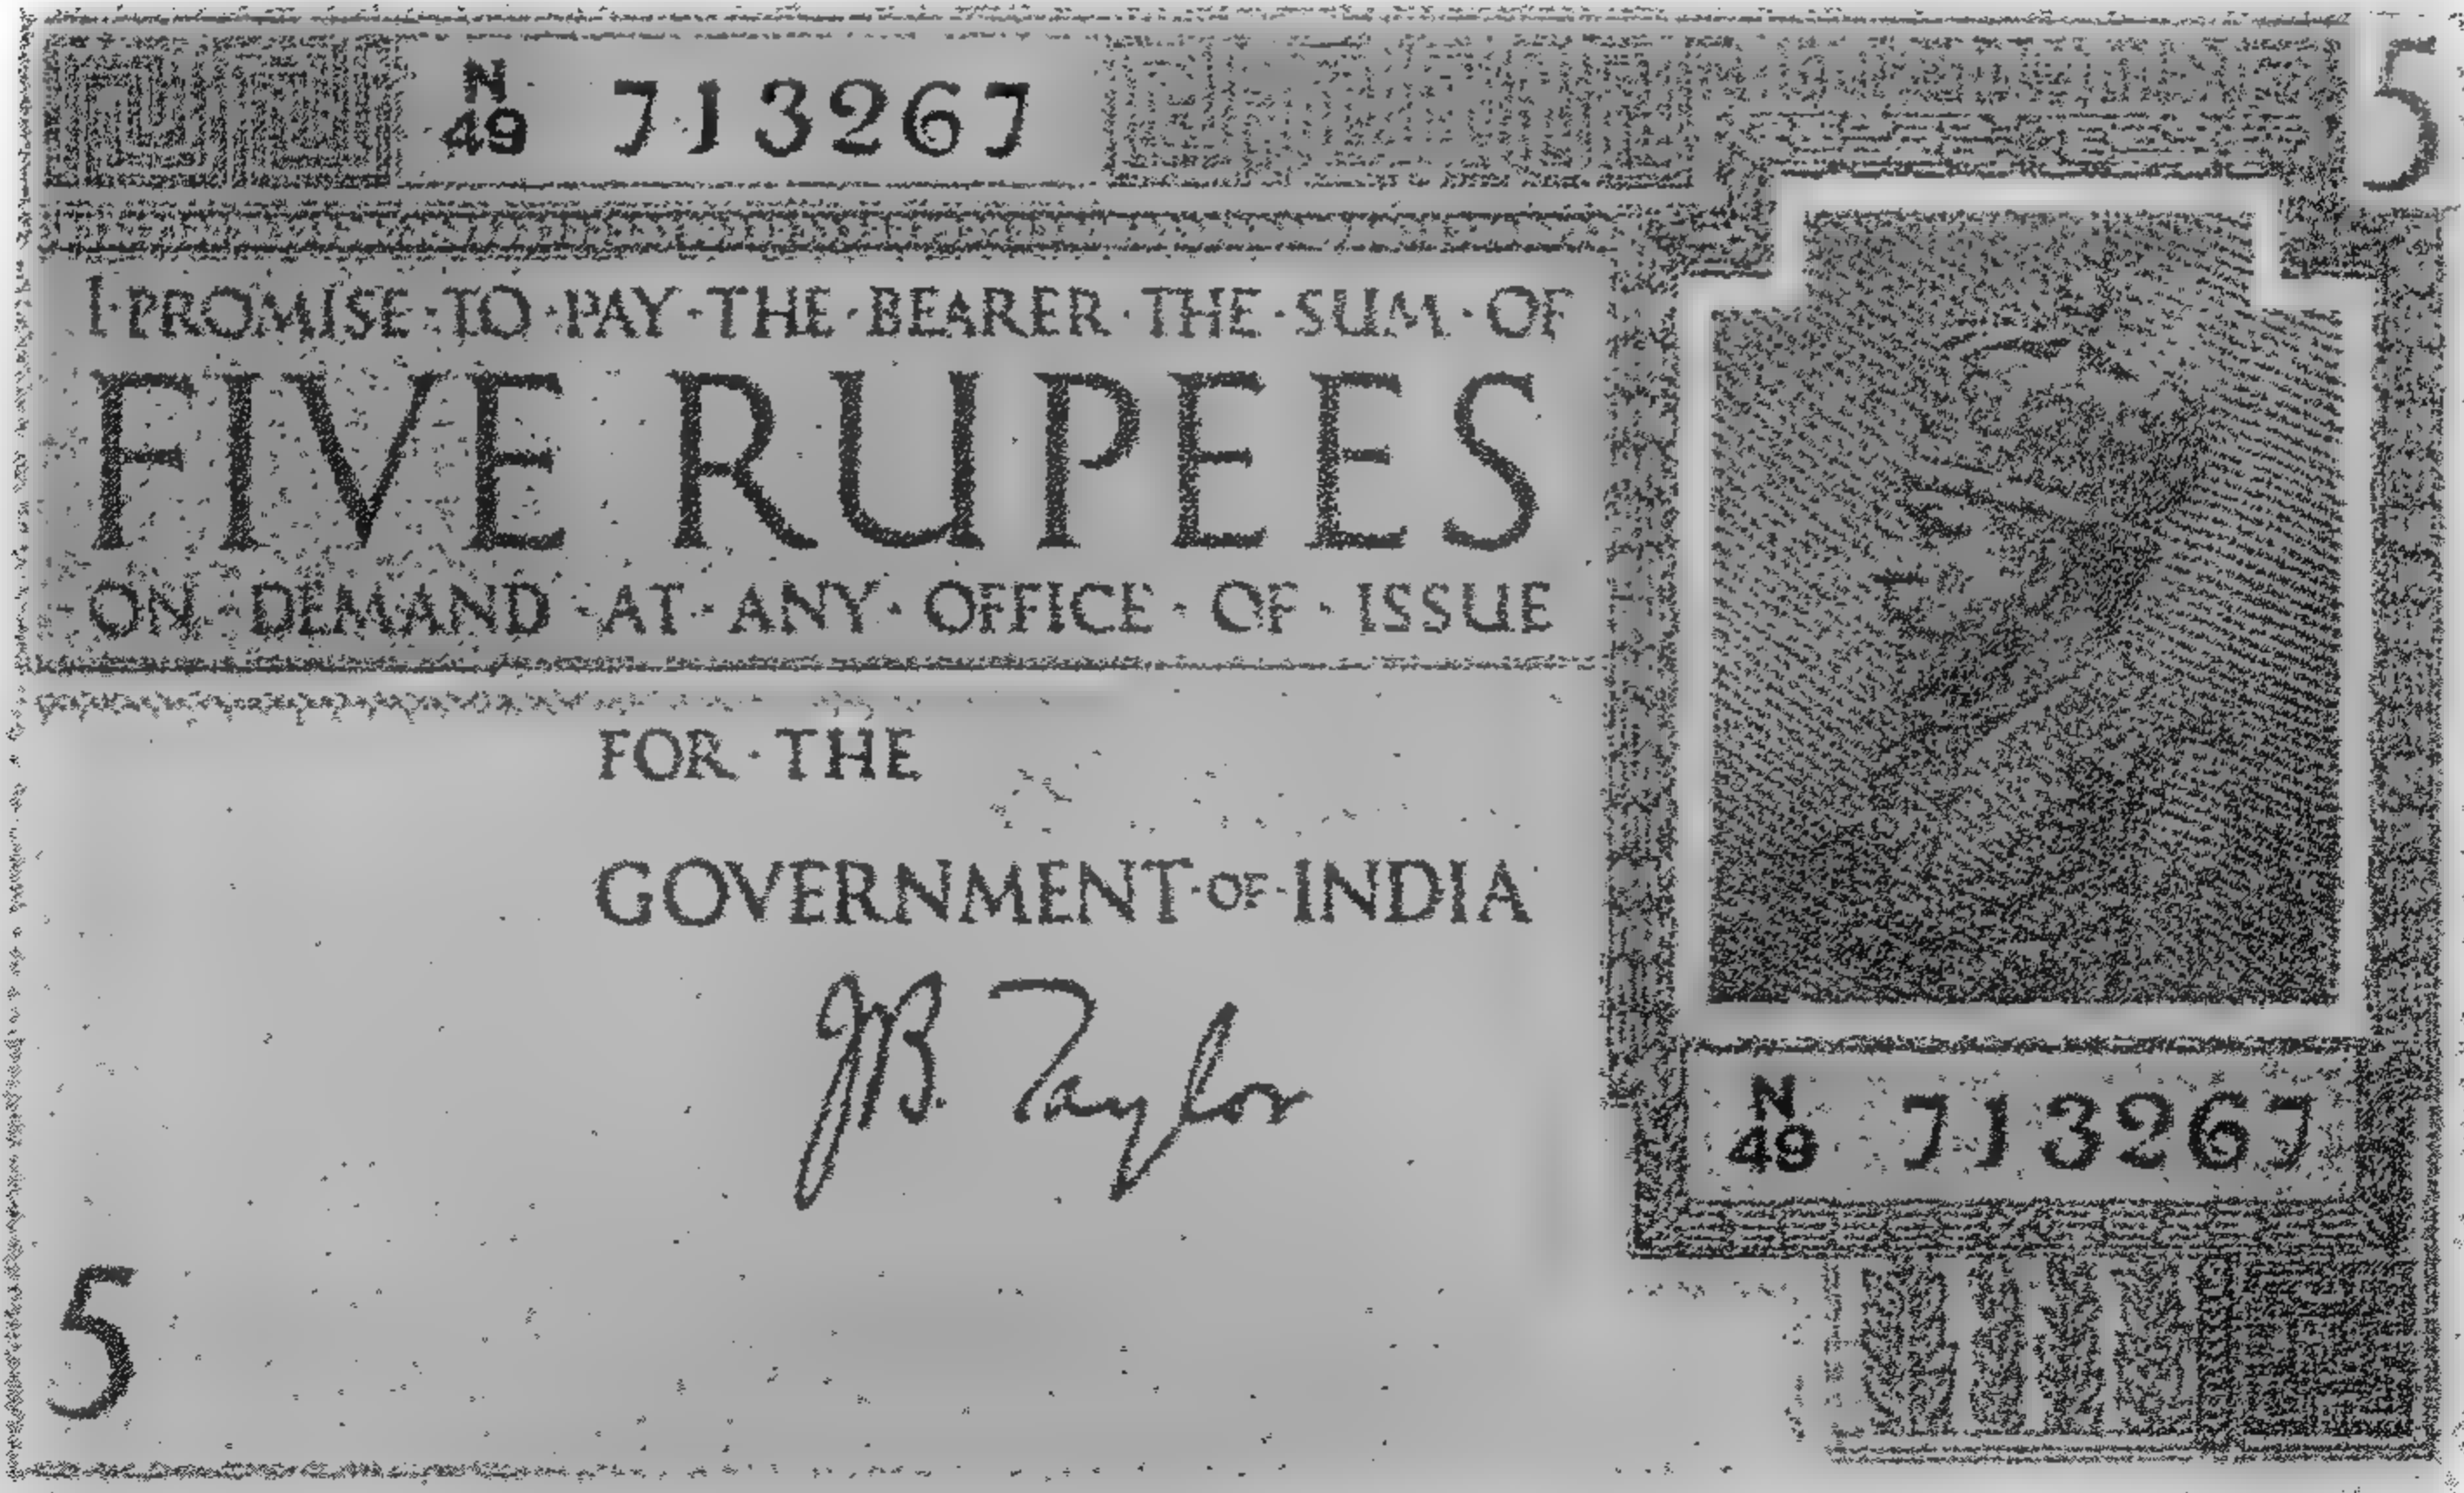 5
N
49 713267
I·PROMISE·TO·PAY·THE·BEARER·THE·SUM·OF
FIVE RUPEES
ON·DEMAND·AT·ANY·OFFICE·OF·ISSUE
FOR·THE
GOVERNMENT·OF·INDIA
JB. Taylor
N
49 713267
5